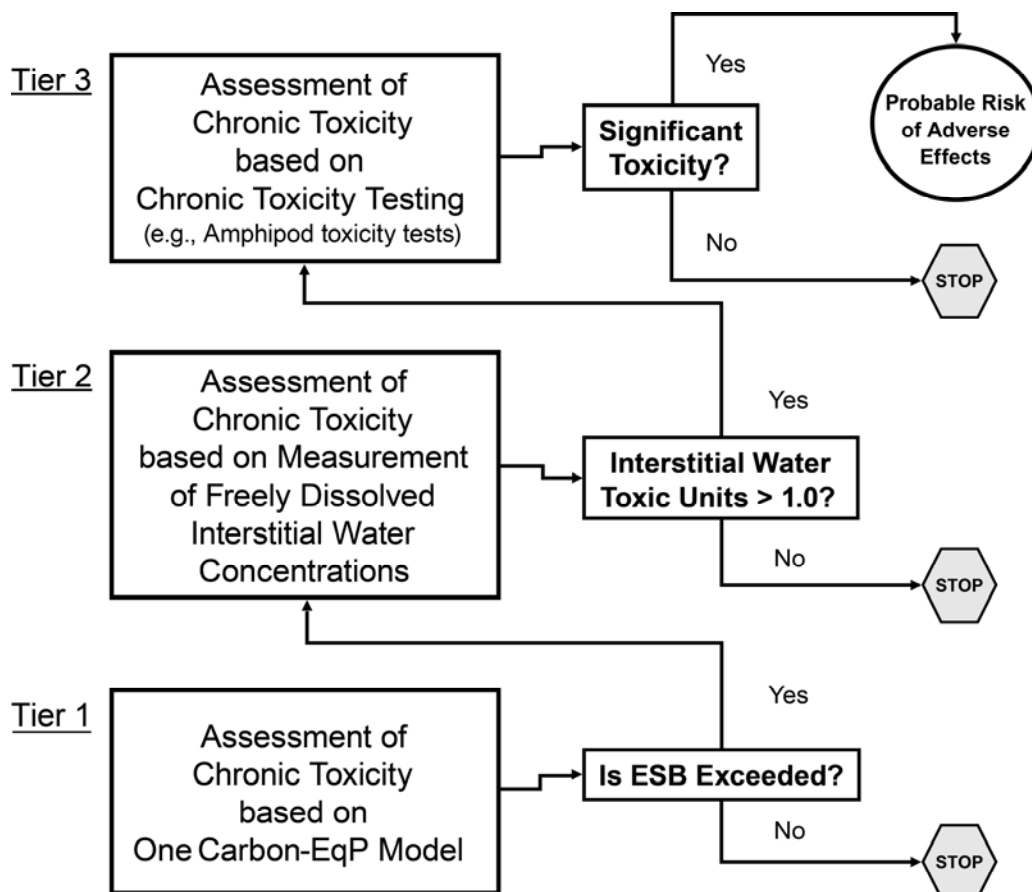 Tier 3
Assessment of
Chronic Toxicity
based on
Chronic Toxicity Testing
(e.g., Amphipod toxicity tests)
Significant
Toxicity?
Yes
No
Probable Risk
of Adverse
Effects
STOP
Tier 2
Assessment of
Chronic Toxicity
based on Measurement
of Freely Dissolved
Interstitial Water
Concentrations
Interstitial Water
Toxic Units > 1.0?
Yes
No
STOP
Tier 1
Assessment of
Chronic Toxicity
based on
One Carbon-EqP Model
Is ESB Exceeded?
Yes
No
STOP